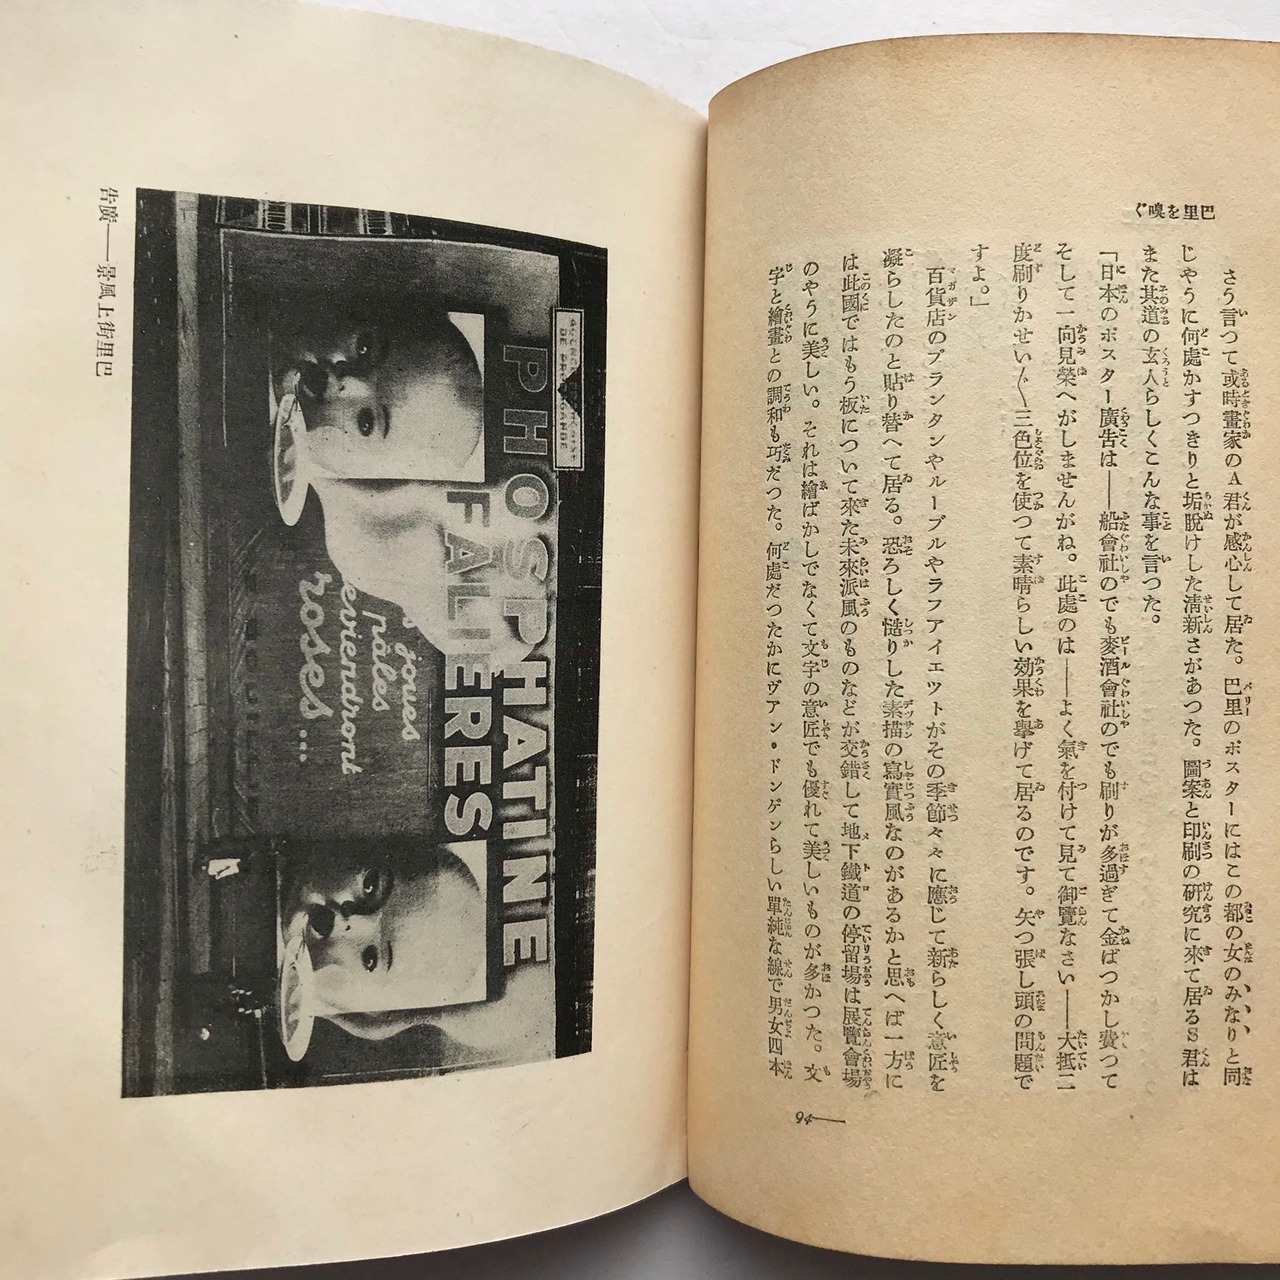 巴里を嗅ぐ
さう言つて或時畫家のA君が感心して居た。巴里のポスターにはこの都の女のみなりと同
じやうに何處かすつきりと垢脱けした清新さがあつた。圖案と印刷の研究に來て居るS君は
また其道の玄人らしくこんな事を言つた。
「日本のポスター廣告は——船會社のでも麥酒會社のでも刷りが多過ぎて金ばつかし費つて
そして一向見榮へがしませんがね。此處のは——よく氣を付けて見て御覽なさい——大抵二
度刷りかせい〴〵三色位を使つて素晴らしい効果を擧げて居るのです。矢つ張し頭の問題で
すよ。」
百貨店のプランタンやルーブルやラフアイエツトがその季節々々に應じて新らしく意匠を
凝らしたのと貼り替へて居る。恐ろしく慥りした素描の寫實風なのがあるかと思へば一方に
は此國ではもう板について來た未來派風のものなどが交錯して地下鐵道の停留場は展覽會場
のやうに美しい。それは繪ばかしでなくて文字の意匠でも優れて美しいものが多かつた。文
字と繪畫との調和も巧だつた。何處だつたかにヴアン・ドンゲンらしい單純な線で男女四本
94
PHOSPHATINE
FALIERES
joues
pâles
reviendront
roses...
巴里街上風景——廣告